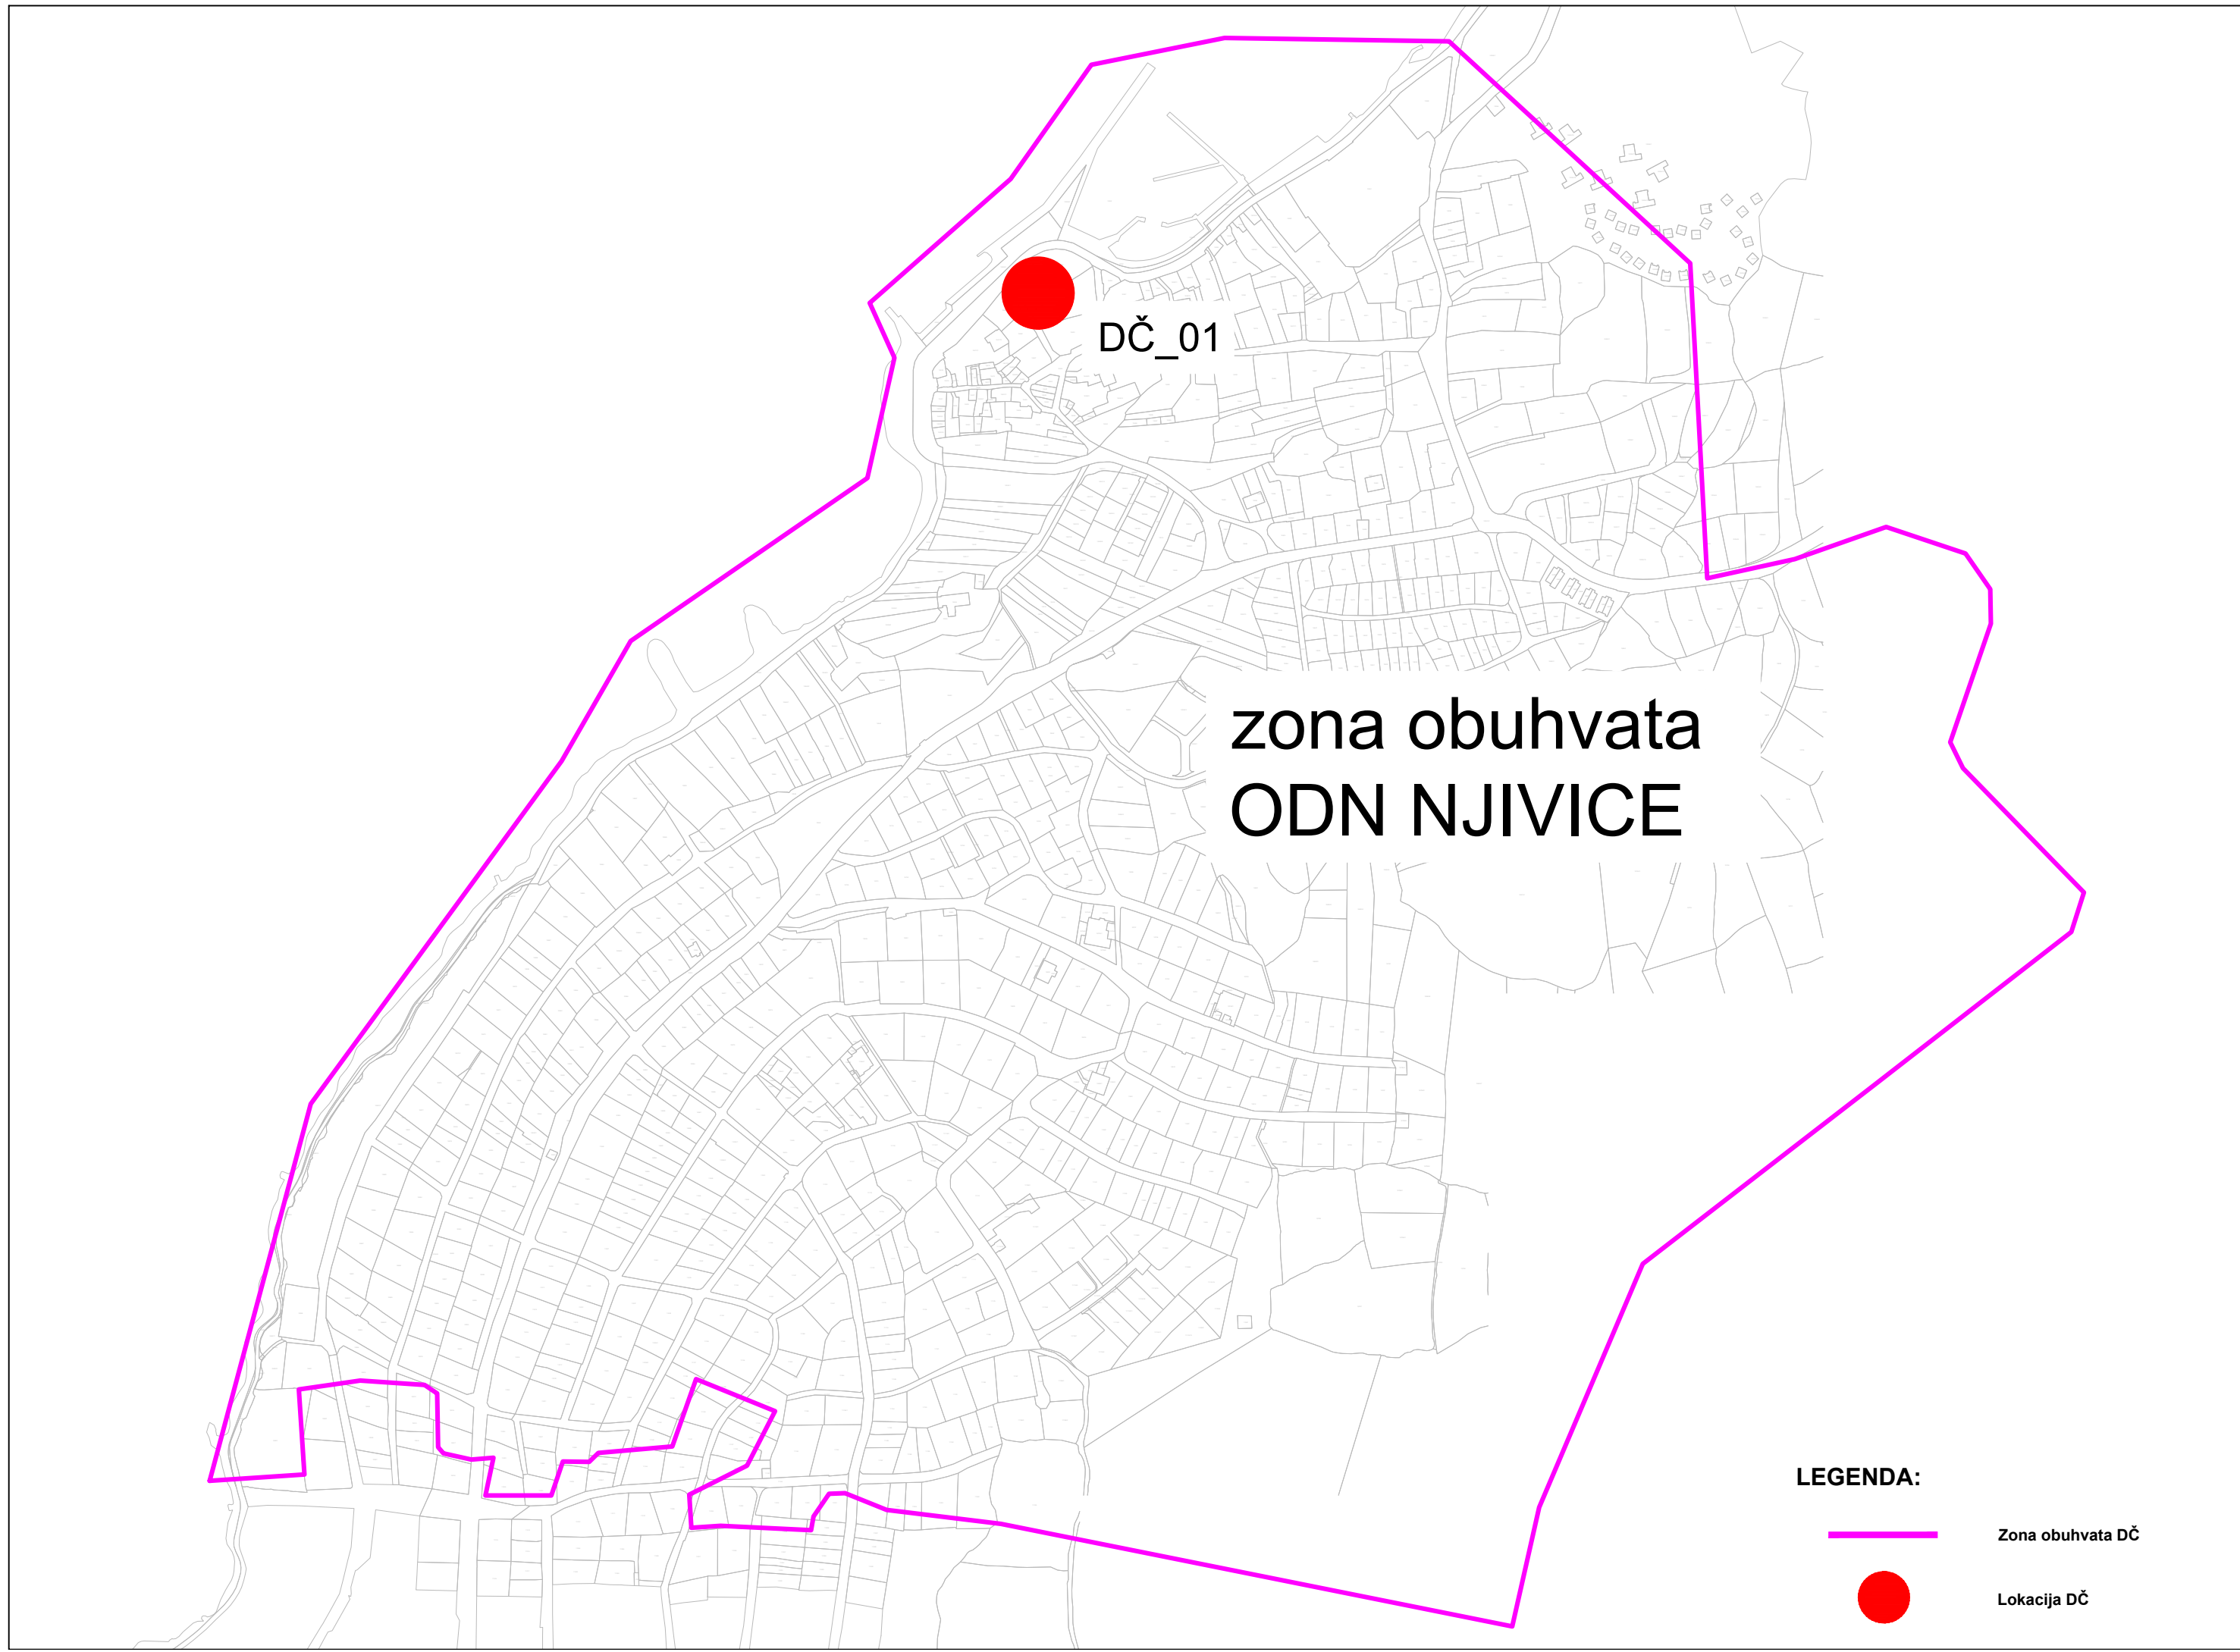 DČ_01
zona obuhvata
ODN NJIVICE
LEGENDA:
Zona obuhvata DČ
Lokacija DČ